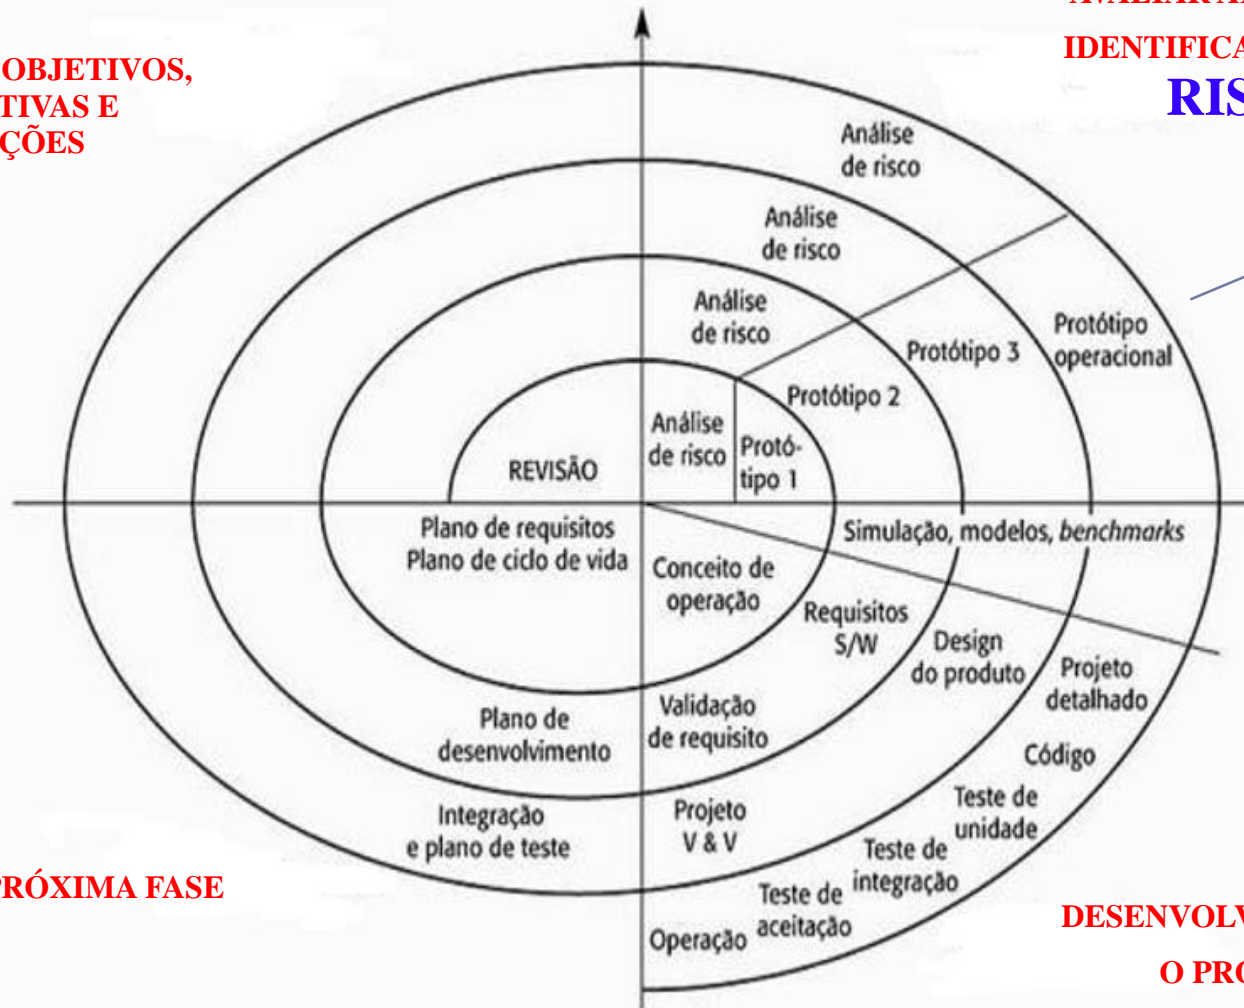 OBJETIVOS,
TIVAS E
ÇÕES
IDENTIFICA
RIS
Análise
de risco
Análise
de risco
Análise
de risco
Análise
de risco
Protó-
tipo 1
Protótipo 2
Protótipo 3
Protótipo
operacional
REVISÃO
Plano de requisitos
Plano de ciclo de vida
Conceito de
operação
Simulação, modelos, benchmarks
Requisitos
S/W
Design
do produto
Projeto
detalhado
Plano de
desenvolvimento
Validação
de requisito
Código
Integração
e plano de teste
Projeto
V & V
Teste de
unidade
Teste de
integração
Teste de
aceitação
Operação
PRÓXIMA FASE
DESENVOLV
O PRO